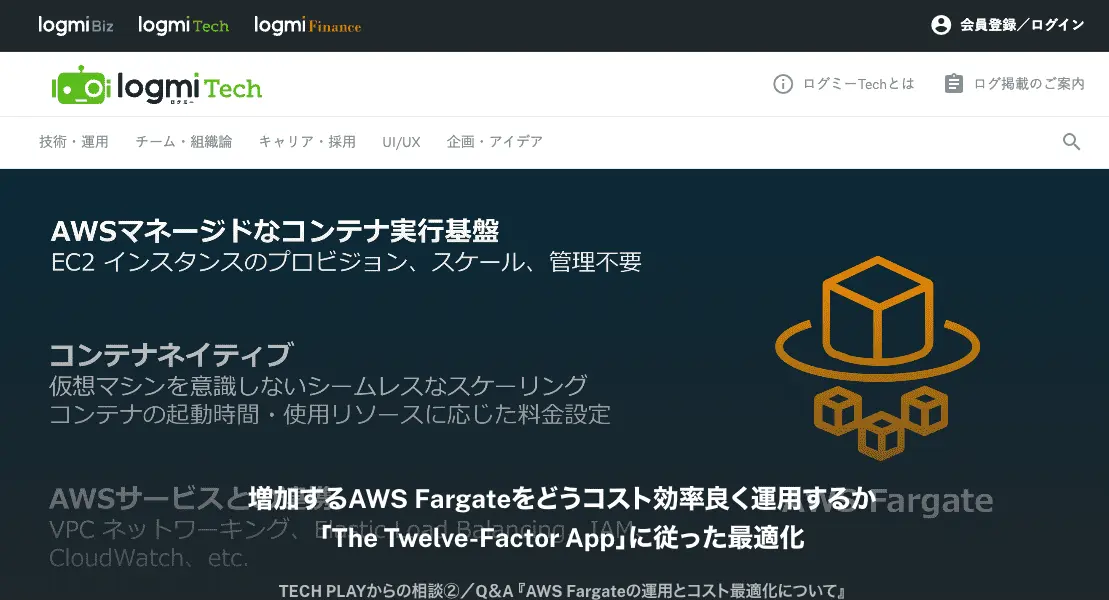 logmi Biz
logmi Tech
logmi Finance
会員登録／ログイン
logmi Tech
ログミー
ログミーTechとは
ログ掲載のご案内
技術・運用
チーム・組織論
キャリア・採用
UI/UX
企画・アイデア
AWSマネージドなコンテナ実行基盤
EC2 インスタンスのプロビジョン、スケール、管理不要
コンテナネイティブ
仮想マシンを意識しないシームレスなスケーリング
コンテナの起動時間・使用リソースに応じた料金設定
AWSサービスと
AWS Fargate
増加するAWS Fargateをどうコスト効率良く運用するか
VPC ネットワーキング、Elastic Load Balancing、IAM
「The Twelve-Factor App」に従った最適化
CloudWatch、etc.
TECH PLAYからの相談②／Q&A『AWS Fargateの運用とコスト最適化について』